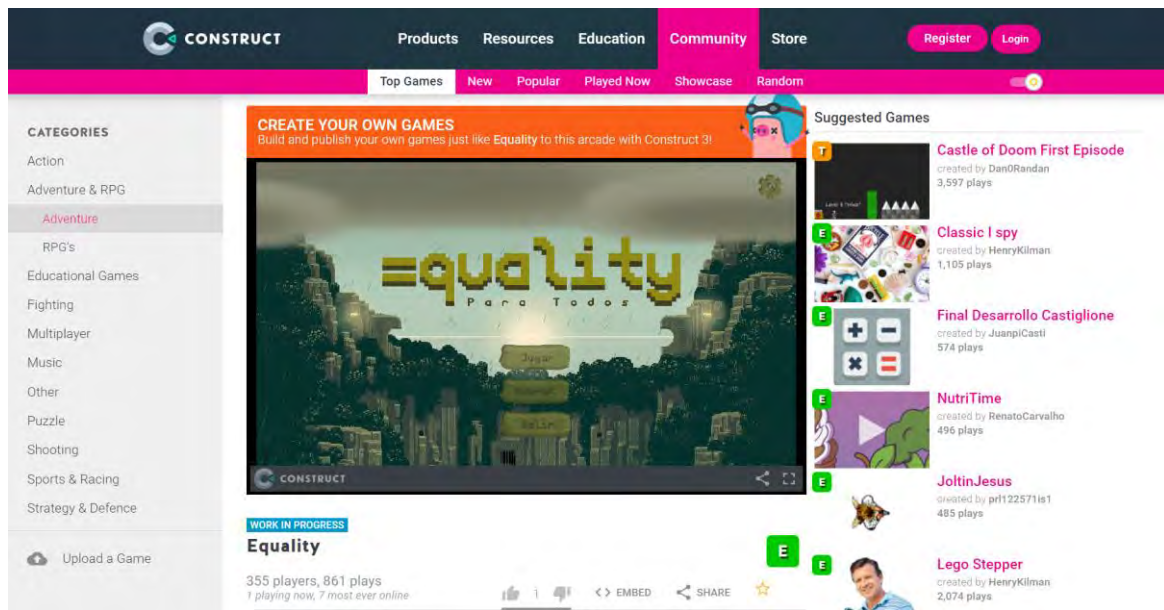 CONSTRUCT
Products Resources Education Community Store
Register Login
Top Games New Popular Played Now Showcase Random
CATEGORIES
Action
Adventure & RPG
Adventure
RPG's
Educational Games
Fighting
Multiplayer
Music
Other
Puzzle
Shooting
Sports & Racing
Strategy & Defence
Upload a Game
CREATE YOUR OWN GAMES
Build and publish your own games just like Equality to this arcade with Construct 3!
=quality
Para Todos
Jugar
Salir
CONSTRUCT
WORK IN PROGRESS
Equality
E
355 players, 861 plays
1 playing now, 7 most ever online
1 <> EMBED SHARE
Suggested Games
T
Castle of Doom First Episode
created by Dan0Randan
3,597 plays
E
Classic I spy
created by HenryKilman
1,105 plays
E
Final Desarrollo Castiglione
created by JuanpiCasti
574 plays
E
NutriTime
created by RenatoCarvalho
496 plays
E
JoltinJesus
created by prl122571is1
485 plays
E
Lego Stepper
created by HenryKilman
2,074 plays